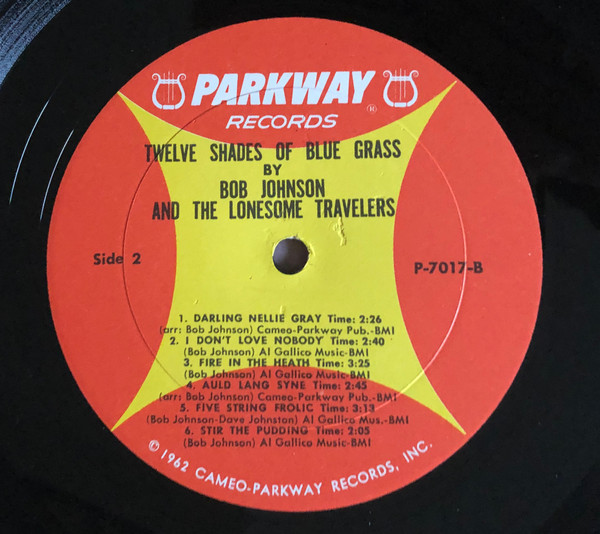 PARKWAY ®
RECORDS
TWELVE SHADES OF BLUE GRASS
BY
BOB JOHNSON
AND THE LONESOME TRAVELERS
Side 2
P-7017-B
1. DARLING NELLIE GRAY Time: 2:26
(arr: Bob Johnson) Cameo-Parkway Pub.-BMI
2. I DON'T LOVE NOBODY Time: 2:40
(Bob Johnson) Al Gallico Music-BMI
3. FIRE IN THE HEATH Time: 3:25
(Bob Johnson) Al Gallico Music-BMI
4. AULD LANG SYNE Time: 2:45
(arr: Bob Johnson) Cameo-Parkway Pub.-BMI
5. FIVE STRING FROLIC Time: 3:13
(Bob Johnson-Dave Johnston) Al Gallico Mus.-BMI
6. STIR THE PUDDING Time: 2:05
(Bob Johnson) Al Gallico Music-BMI
© 1962 CAMEO-PARKWAY RECORDS, INC.